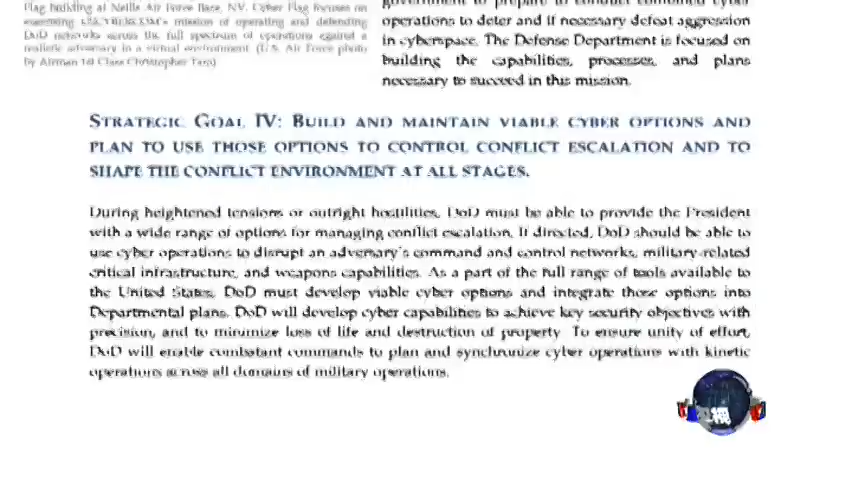 Flag building at Nellis Air Force Base, NV. Cyber Flag focuses on
exercising USCYBERCOM's mission of operating and defending
DoD networks across the full spectrum of operations against a
realistic adversary in a virtual environment (U.S. Air Force photo
by Airman 1st Class Christopher Tam)
government to prepare to conduct combined cyber
operations to deter and if necessary defeat aggression
in cyberspace. The Defense Department is focused on
building the capabilities, processes, and plans
necessary to succeed in this mission.
STRATEGIC GOAL IV: BUILD AND MAINTAIN VIABLE CYBER OPTIONS AND
PLAN TO USE THOSE OPTIONS TO CONTROL CONFLICT ESCALATION AND TO
SHAPE THE CONFLICT ENVIRONMENT AT ALL STAGES.
During heightened tensions or outright hostilities, DoD must be able to provide the President
with a wide range of options for managing conflict escalation. If directed, DoD should be able to
use cyber operations to disrupt an adversary's command and control networks, military-related
critical infrastructure, and weapons capabilities. As a part of the full range of tools available to
the United States, DoD must develop viable cyber options and integrate those options into
Departmental plans. DoD will develop cyber capabilities to achieve key security objectives with
precision, and to minimize loss of life and destruction of property. To ensure unity of effort,
DoD will enable combatant commands to plan and synchronize cyber operations with kinetic
operations across all domains of military operations.